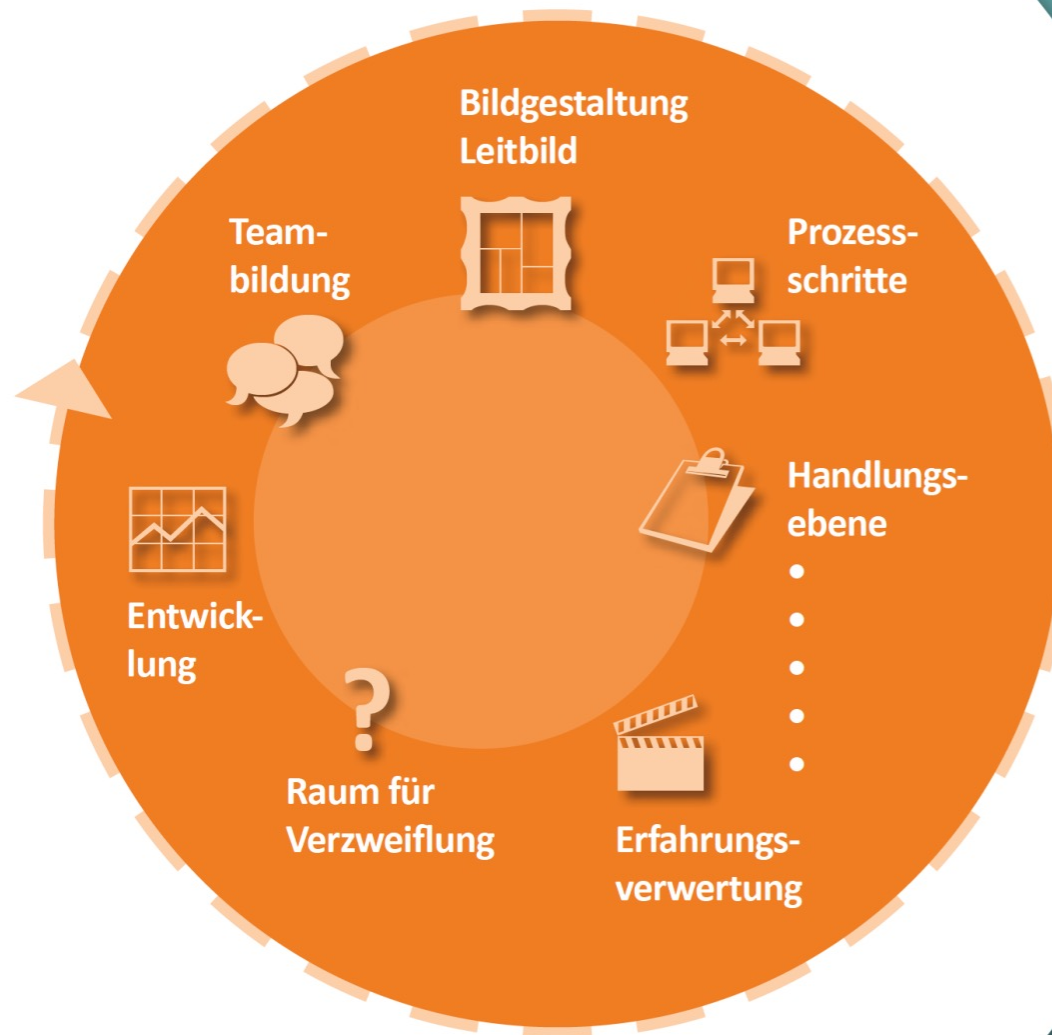 Bildgestaltung
Leitbild
Prozess-
schritte
Handlungs-
ebene
•
•
•
•
•
Erfahrungs-
verwertung
?
Raum für
Verzweiflung
Entwick-
lung
Team-
bildung